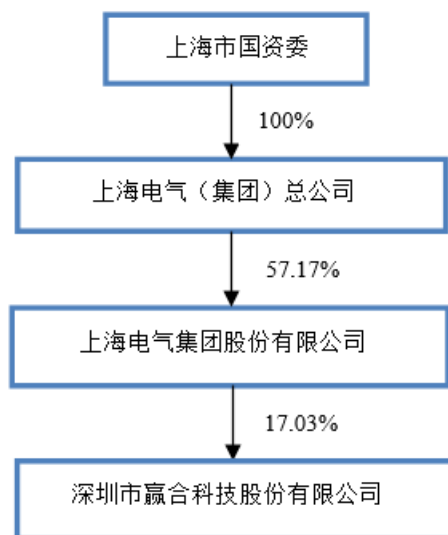 上海市国资委
100%
上海电气（集团）总公司
57.17%
上海电气集团股份有限公司
17.03%
深圳市赢合科技股份有限公司